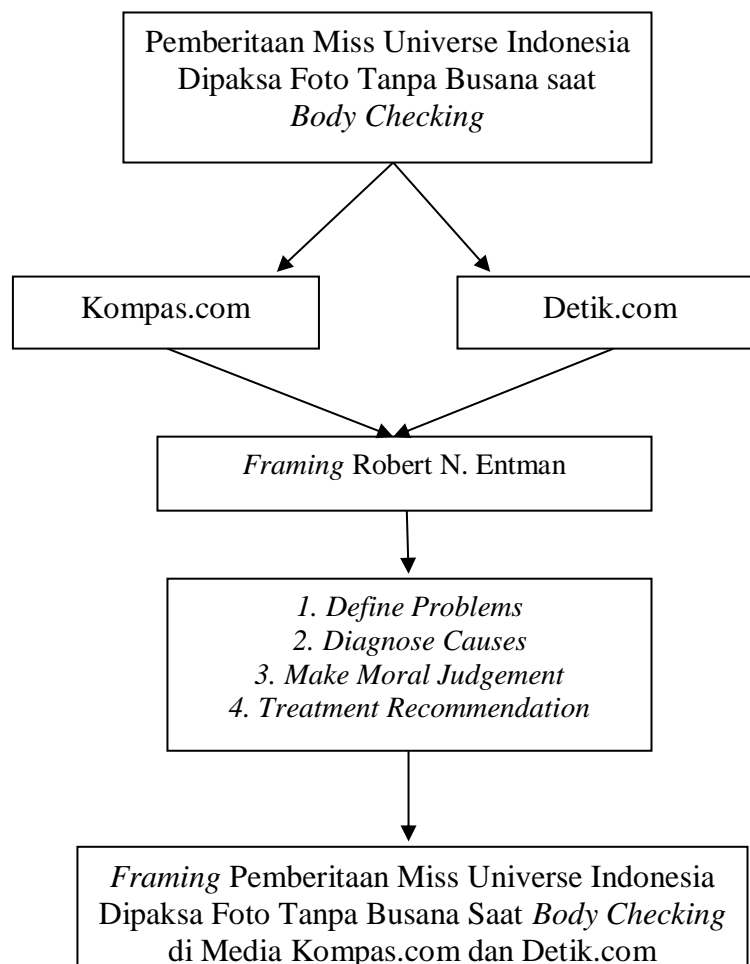 Pemberitaan Miss Universe Indonesia
Dipaksa Foto Tanpa Busana saat
Body Checking
Kompas.com
Detik.com
Framing Robert N. Entman
1. Define Problems
2. Diagnose Causes
3. Make Moral Judgement
4. Treatment Recommendation
Framing Pemberitaan Miss Universe Indonesia
Dipaksa Foto Tanpa Busana Saat Body Checking
di Media Kompas.com dan Detik.com